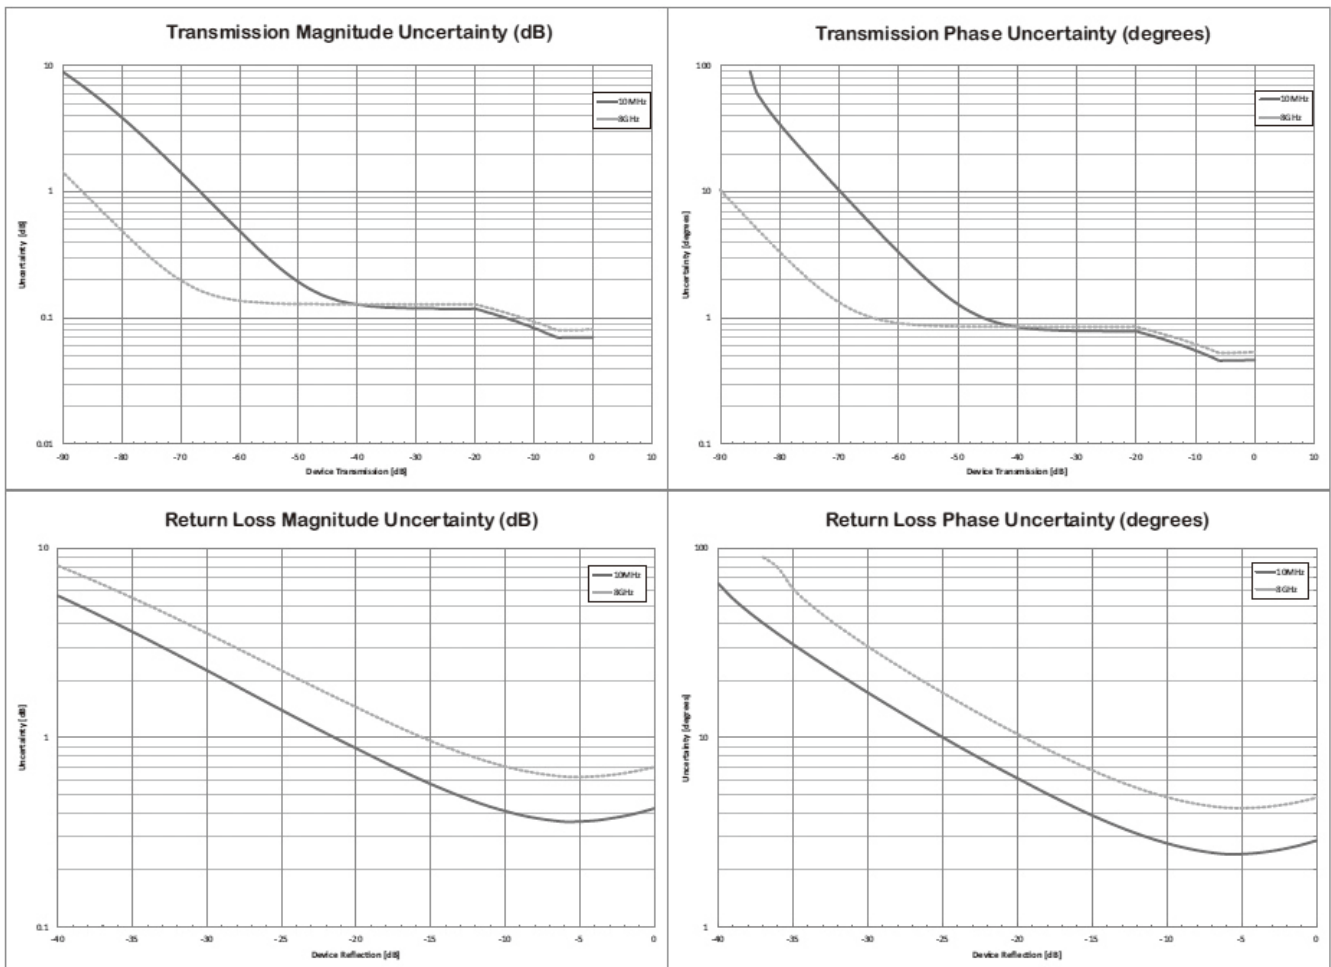 Transmission Magnitude Uncertainty (dB)
10
1
0.1
0.01
Uncertainty [dB]
10MHz
8GHz
-90 -80 -70 -60 -50 -40 -30 -20 -10 0 10
Device Transmission [dB]
Transmission Phase Uncertainty (degrees)
100
10
1
0.1
Uncertainty [degrees]
10MHz
8GHz
-90 -80 -70 -60 -50 -40 -30 -20 -10 0 10
Device Transmission [dB]
Return Loss Magnitude Uncertainty (dB)
10
1
0.1
Uncertainty [dB]
10MHz
8GHz
-40 -35 -30 -25 -20 -15 -10 -5 0
Device Reflection [dB]
Return Loss Phase Uncertainty (degrees)
100
10
1
Uncertainty [degrees]
10MHz
8GHz
-40 -35 -30 -25 -20 -15 -10 -5 0
Device Reflection [dB]